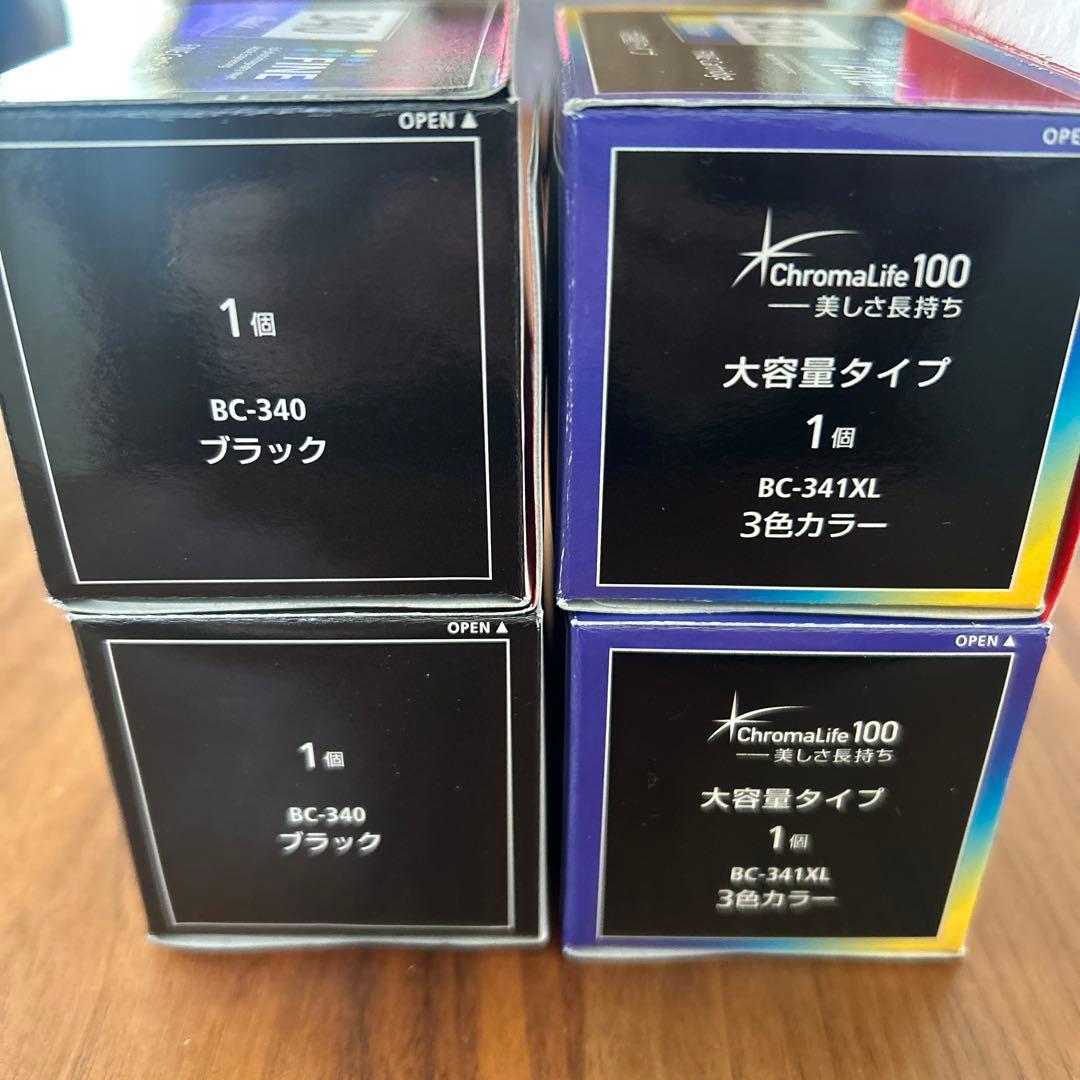 FINE
OPEN ▲
1個
BC-340
ブラック
OPE
ChromaLife100
美しさ長持ち
大容量タイプ
1個
BC-341XL
3色カラー
OPEN ▲
1個
BC-340
ブラック
OPEN ▲
ChromaLife100
美しさ長持ち
大容量タイプ
1個
BC-341XL
3色カラー